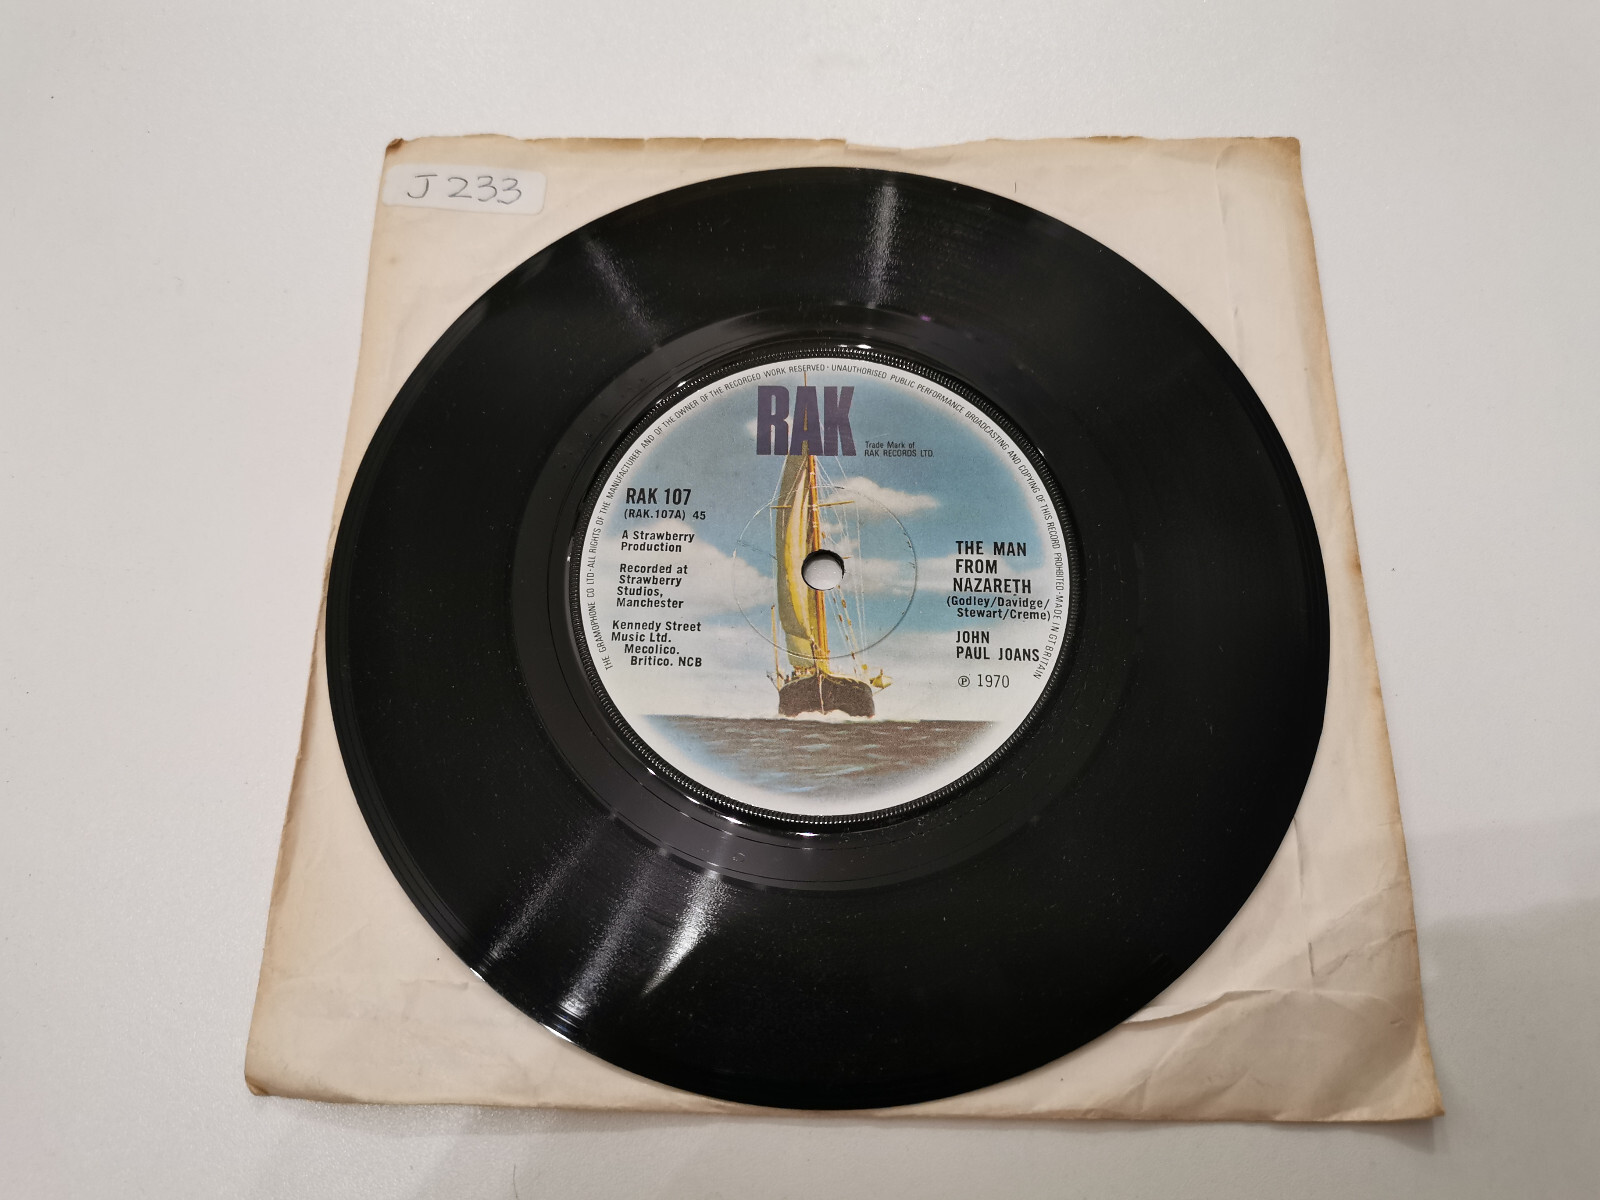 J 233
THE GRAMOPHONE CO LTD·ALL RIGHTS OF THE MANUFACTURER AND OF THE OWNER OF THE RECORDED WORK RESERVED·UNAUTHORISED PUBLIC PERFORMANCE BROADCASTING AND COPYING OF THIS RECORD PROHIBITED·MADE IN GT BRITAIN
RAK
Trade Mark of
RAK RECORDS LTD.
RAK 107
(RAK.107A) 45
A Strawberry
Production
Recorded at
Strawberry
Studios,
Manchester
Kennedy Street
Music Ltd.
Mecolico.
Britico. NCB
THE MAN
FROM
NAZARETH
(Godley/Davidge/
Stewart/Creme)
JOHN
PAUL JOANS
℗ 1970